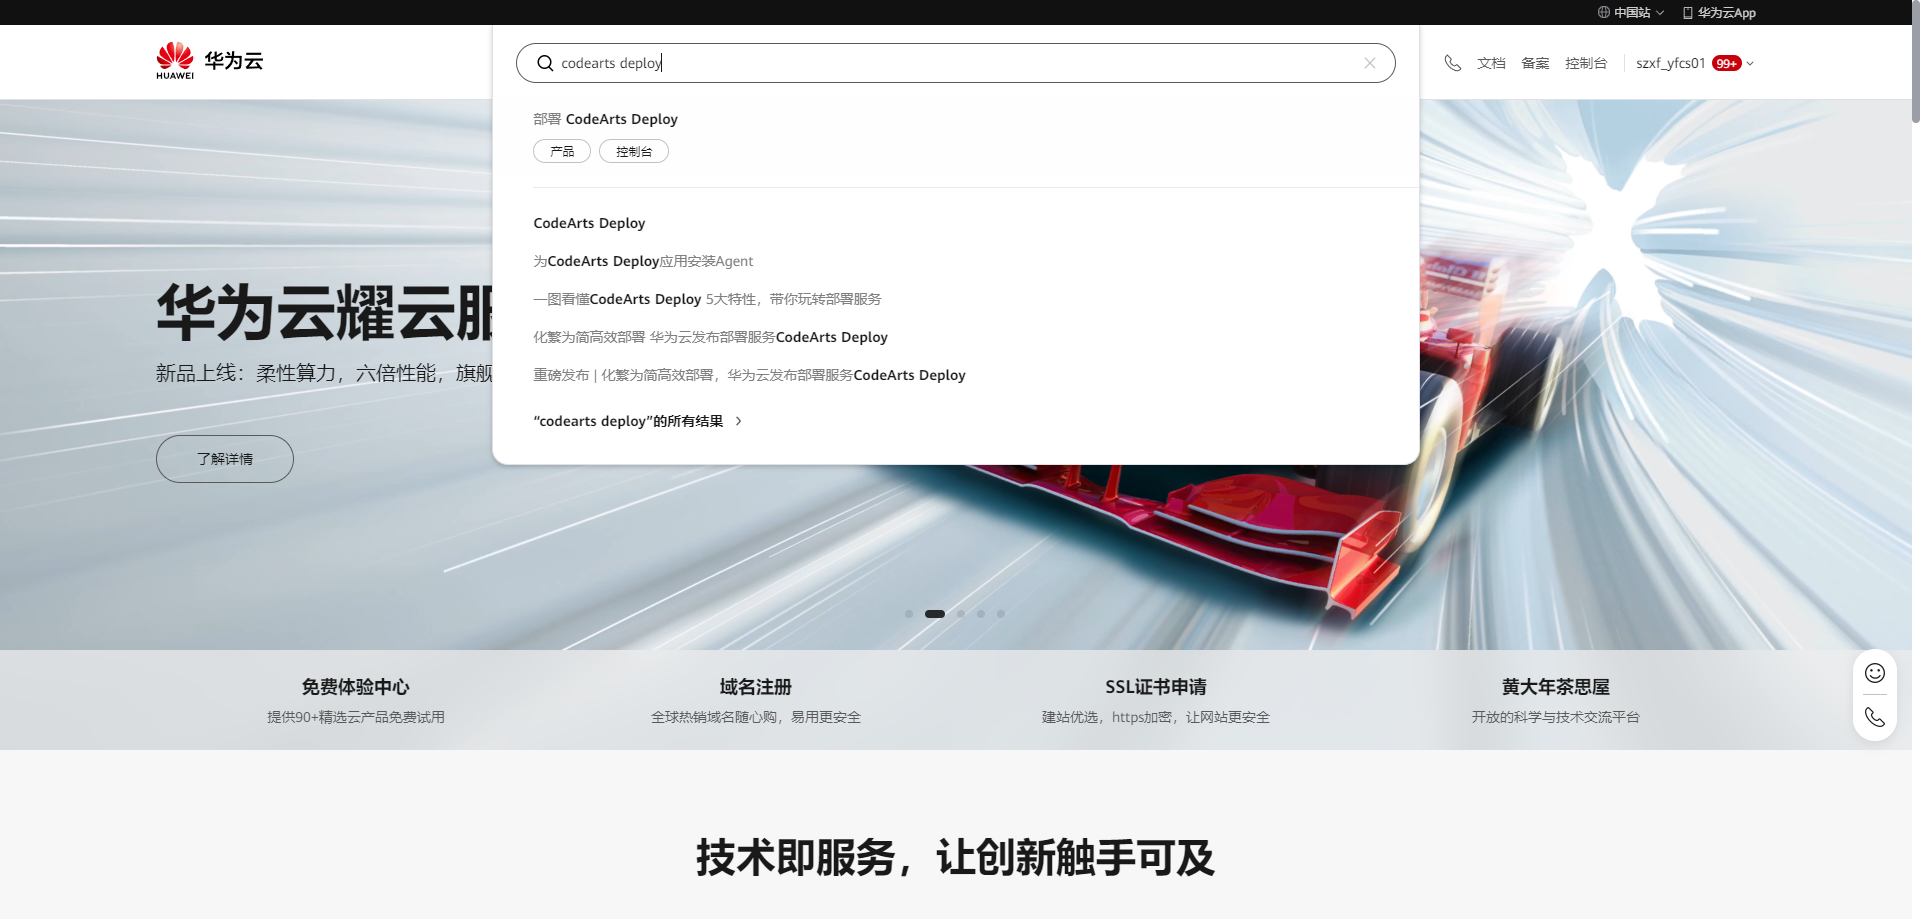 中国站
华为云App
HUAWEI
华为云
codearts deploy
文档
备案
控制台
szxf_yfcs01
99+
部署 CodeArts Deploy
产品
控制台
CodeArts Deploy
为CodeArts Deploy应用安装Agent
一图看懂CodeArts Deploy 5大特性，带你玩转部署服务
化繁为简高效部署 华为云发布部署服务CodeArts Deploy
重磅发布 | 化繁为简高效部署，华为云发布部署服务CodeArts Deploy
“codearts deploy”的所有结果
华为云耀云服
新品上线：柔性算力，六倍性能，旗舰
了解详情
免费体验中心
提供90+精选云产品免费试用
域名注册
全球热销域名随心购，易用更安全
SSL证书申请
建站优选，https加密，让网站更安全
黄大年茶思屋
开放的科学与技术交流平台
技术即服务，让创新触手可及